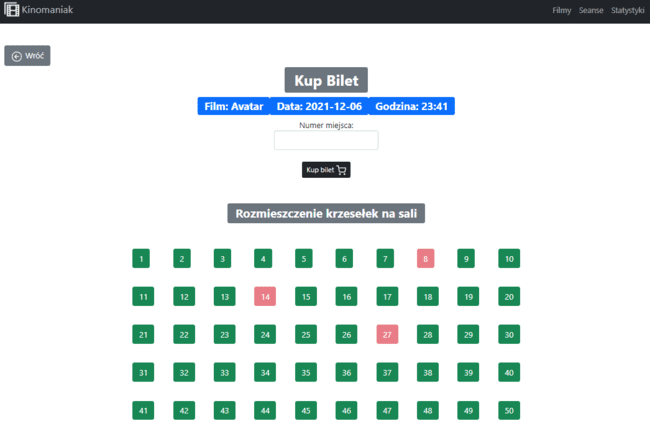 Kinomaniak Filmy Seanse Statystyki
Wróć
Kup Bilet
Film: Avatar Data: 2021-12-06 Godzina: 23:41
Numer miejsca:
Kup bilet
Rozmieszczenie krzesełek na sali
1 2 3 4 5 6 7 8 9 10
11 12 13 14 15 16 17 18 19 20
21 22 23 24 25 26 27 28 29 30
31 32 33 34 35 36 37 38 39 40
41 42 43 44 45 46 47 48 49 50